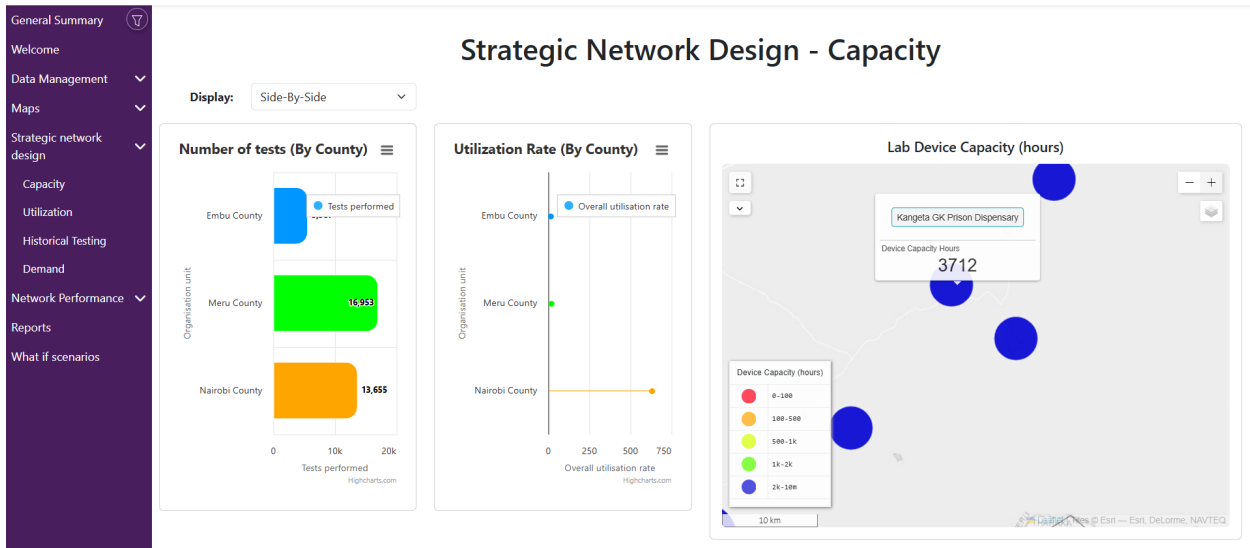 General Summary
Welcome
Data Management
Maps
Strategic network
design
Capacity
Utilization
Historical Testing
Demand
Network Performance
Reports
What if scenarios
Strategic Network Design - Capacity
Display:
Side-By-Side
Number of tests (By County)
Tests performed
Embu County
Meru County
16,953
Nairobi County
13,655
Organisation unit
0
10k
20k
Tests performed
Highcharts.com
Utilization Rate (By County)
Overall utilisation rate
Embu County
Meru County
Nairobi County
Organisation unit
0
250
500
750
Overall utilisation rate
Highcharts.com
Lab Device Capacity (hours)
Kangeta GK Prison Dispensary
Device Capacity Hours
3712
Device Capacity (hours)
0-100
100-500
500-1k
1k-2k
2k-10m
10 km
© Esri — Esri, DeLorme, NAVTEQ